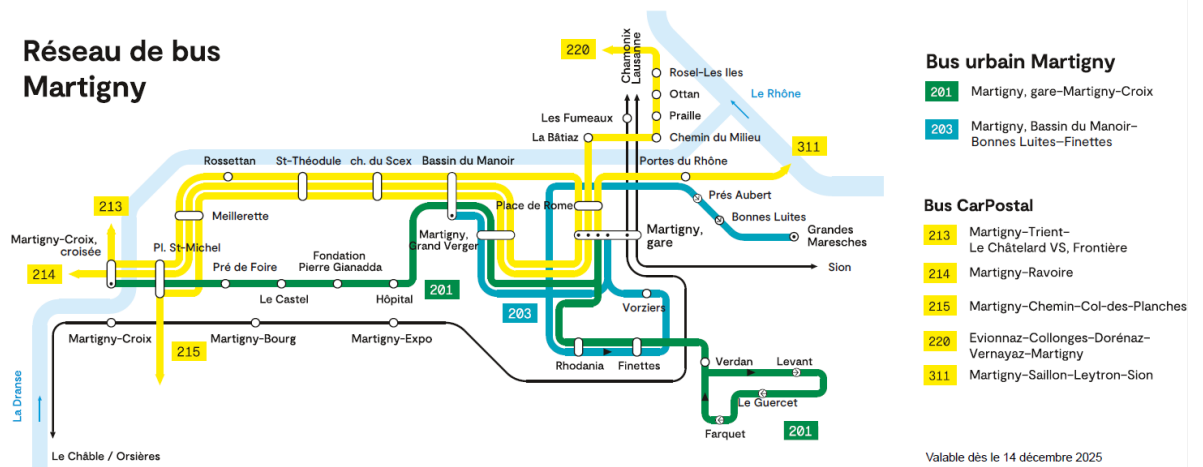 Réseau de bus
Martigny
220
Chamonix
Lausanne
Rosel-Les Iles
Ottan
Praille
Chemin du Milieu
Les Fumeaux
La Bâtiaz
Le Rhône
311
Rossettan
St-Théodule
ch. du Scex
Bassin du Manoir
Portes du Rhône
213
Meillerette
Place de Rome
Prés Aubert
Bonnes Luites
Grandes
Maresches
Martigny-Croix,
croisée
Pl. St-Michel
Martigny,
Grand Verger
Martigny,
gare
214
Pré de Foire
Le Castel
Fondation
Pierre Gianadda
Hôpital
201
203
Vorziers
Sion
Martigny-Croix
Martigny-Bourg
Martigny-Expo
215
Rhodania
Finettes
Verdan
Levant
Le Guercet
Farquet
201
La Dranse
Le Châble / Orsières
Bus urbain Martigny
201 Martigny, gare-Martigny-Croix
203 Martigny, Bassin du Manoir-
Bonnes Luites-Finettes
Bus CarPostal
213 Martigny-Trient-
Le Châtelard VS, Frontière
214 Martigny-Ravoire
215 Martigny-Chemin-Col-des-Planches
220 Evionnaz-Collonges-Dorénaz-
Vernayaz-Martigny
311 Martigny-Saillon-Leytron-Sion
Valable dès le 14 décembre 2025